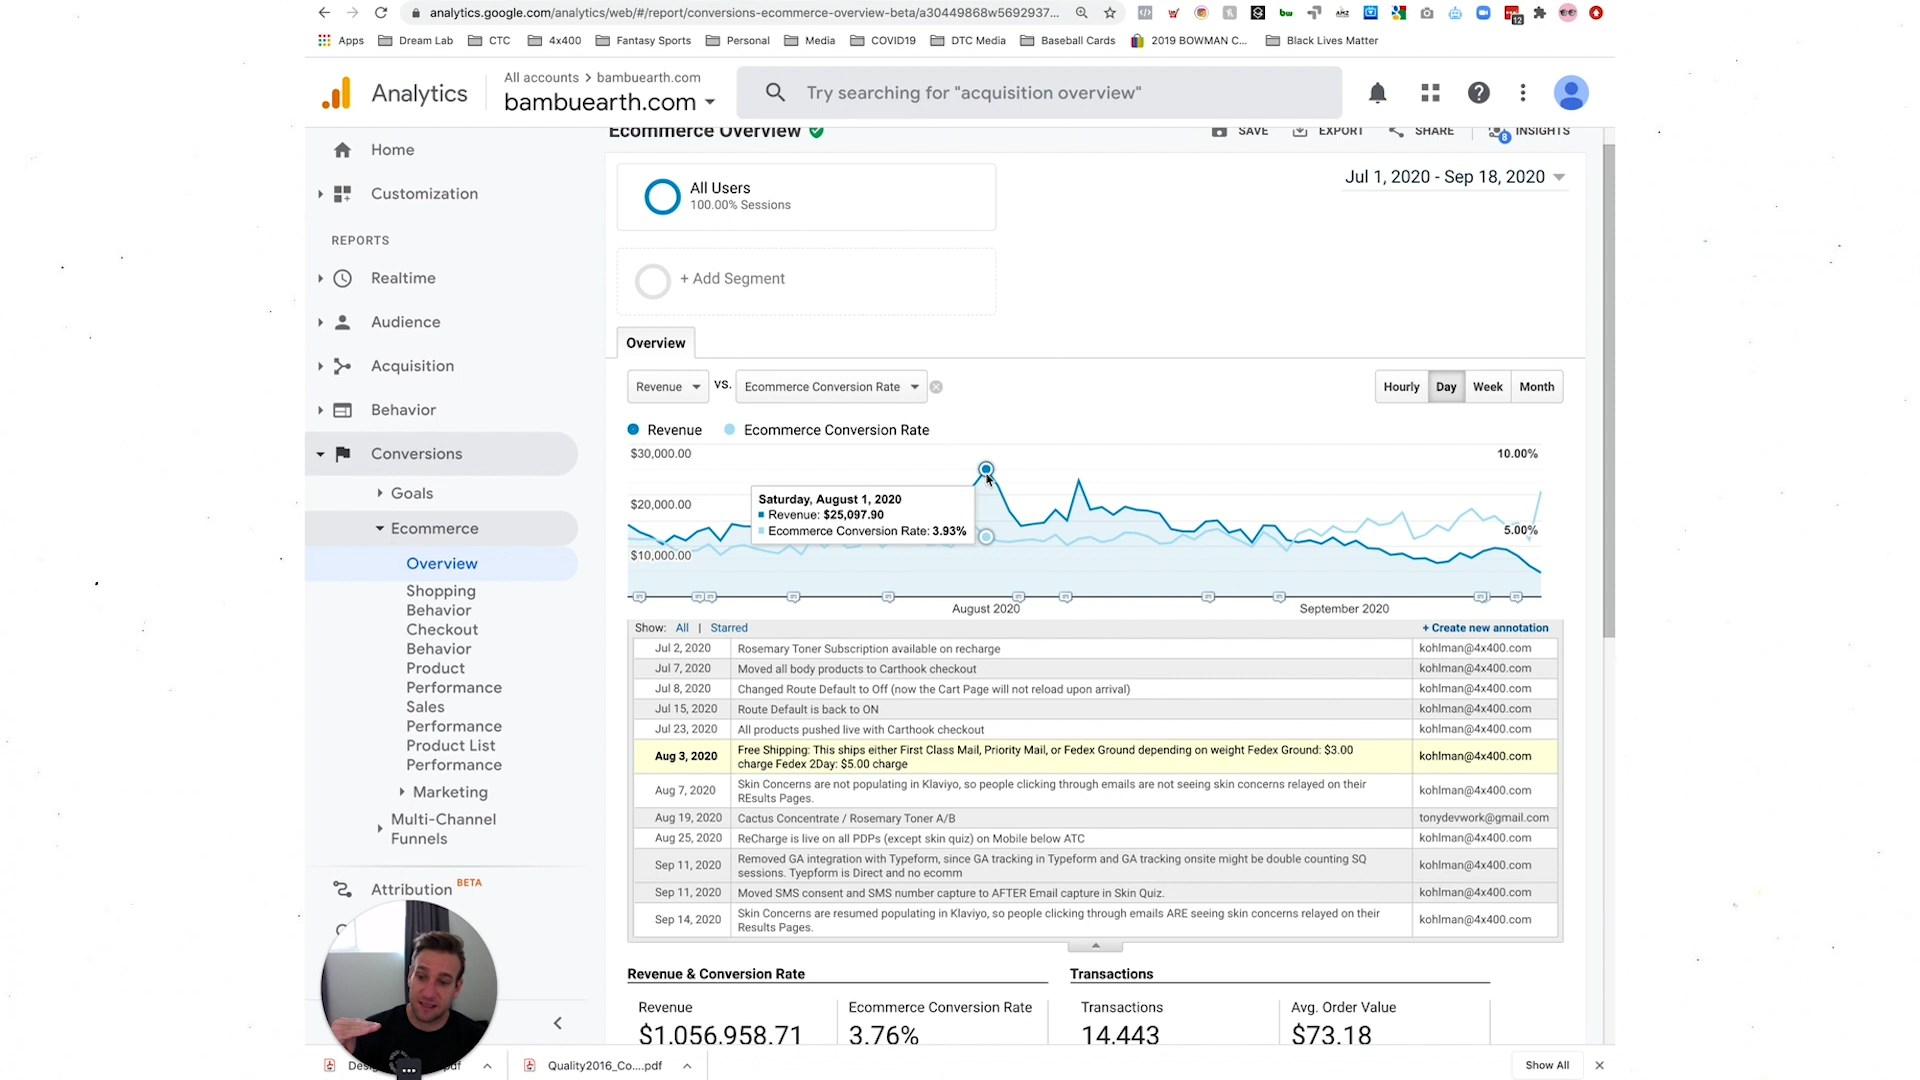 analytics.google.com/analytics/web/#/report/conversions-ecommerce-overview-beta/a30449868w5692937...
12
Apps Dream Lab CTC 4x400 Fantasy Sports Personal Media COVID19 DTC Media Baseball Cards 2019 BOWMAN C... Black Lives Matter
Analytics
All accounts > bambuearth.com
bambuearth.com
Try searching for "acquisition overview"
Home
Customization
REPORTS
Realtime
Audience
Acquisition
Behavior
Conversions
Goals
Ecommerce
Overview
Shopping
Behavior
Checkout
Behavior
Product
Performance
Sales
Performance
Product List
Performance
Marketing
Multi-Channel
Funnels
Attribution BETA
Ecommerce Overview
SAVE EXPORT SHARE 8 INSIGHTS
All Users
100.00% Sessions
Jul 1, 2020 - Sep 18, 2020
+ Add Segment
Overview
Revenue VS. Ecommerce Conversion Rate
Hourly Day Week Month
Revenue Ecommerce Conversion Rate
$30,000.00 10.00%
$20,000.00 5.00%
$10,000.00
Saturday, August 1, 2020
Revenue: $25,097.90
Ecommerce Conversion Rate: 3.93%
August 2020 September 2020
Show: All | Starred + Create new annotation
Jul 2, 2020 Rosemary Toner Subscription available on recharge kohlman@4x400.com
Jul 7, 2020 Moved all body products to Carthook checkout kohlman@4x400.com
Jul 8, 2020 Changed Route Default to Off (now the Cart Page will not reload upon arrival) kohlman@4x400.com
Jul 15, 2020 Route Default is back to ON kohlman@4x400.com
Jul 23, 2020 All products pushed live with Carthook checkout kohlman@4x400.com
Aug 3, 2020 Free Shipping: This ships either First Class Mail, Priority Mail, or Fedex Ground depending on weight Fedex Ground: $3.00 kohlman@4x400.com
charge Fedex 2Day: $5.00 charge
Aug 7, 2020 Skin Concerns are not populating in Klaviyo, so people clicking through emails are not seeing skin concerns relayed on their kohlman@4x400.com
REsults Pages.
Aug 19, 2020 Cactus Concentrate / Rosemary Toner A/B tonydevwork@gmail.com
Aug 25, 2020 ReCharge is live on all PDPs (except skin quiz) on Mobile below ATC kohlman@4x400.com
Sep 11, 2020 Removed GA integration with Typeform, since GA tracking in Typeform and GA tracking onsite might be double counting SQ kohlman@4x400.com
sessions. Tyepform is Direct and no ecomm
Sep 11, 2020 Moved SMS consent and SMS number capture to AFTER Email capture in Skin Quiz. kohlman@4x400.com
Sep 14, 2020 Skin Concerns are resumed populating in Klaviyo, so people clicking through emails ARE seeing skin concerns relayed on their kohlman@4x400.com
Results Pages.
Revenue & Conversion Rate Transactions
Revenue Ecommerce Conversion Rate Transactions Avg. Order Value
$1,056,958.71 3.76% 14,443 $73.18
Quality2016_Co....pdf
Show All